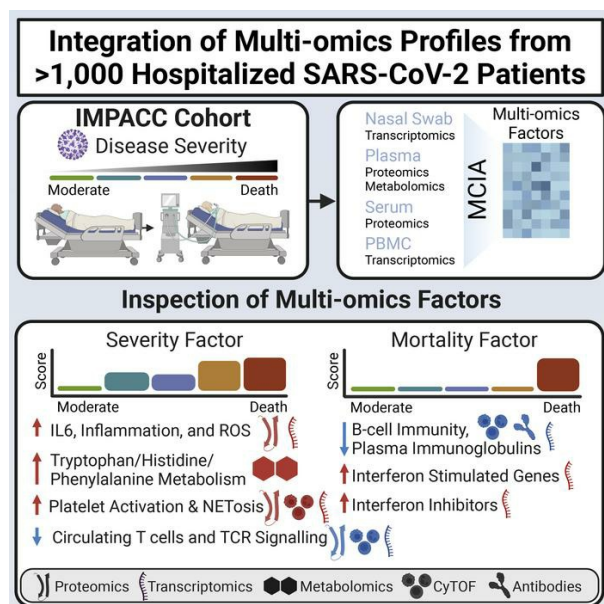 Integration of Multi-omics Profiles from
>1,000 Hospitalized SARS-CoV-2 Patients
IMPACC Cohort
Disease Severity
Moderate
Death
Nasal Swab
Transcriptomics
Plasma
Proteomics
Metabolomics
Serum
Proteomics
PBMC
Transcriptomics
MCIA
Multi-omics
Factors
Inspection of Multi-omics Factors
Severity Factor
Score
Moderate
Death
IL6, Inflammation, and ROS
Tryptophan/Histidine/
Phenylalanine Metabolism
Platelet Activation & NETosis
Circulating T cells and TCR Signalling
Mortality Factor
Score
Moderate
Death
B-cell Immunity,
Plasma Immunoglobulins
Interferon Stimulated Genes
Interferon Inhibitors
Proteomics
Transcriptomics
Metabolomics
CyTOF
Antibodies